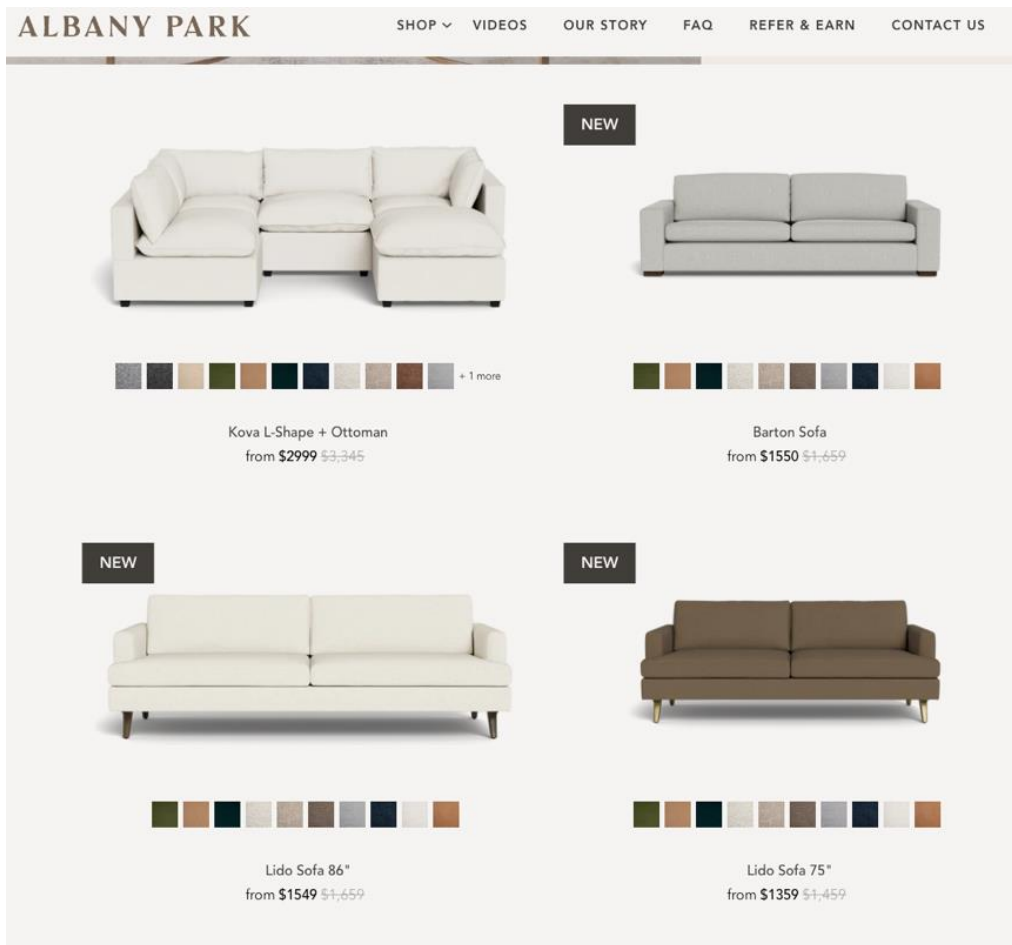 ALBANY PARK SHOP VIDEOS OUR STORY FAQ REFER & EARN CONTACT US
NEW
+ 1 more
Kova L-Shape + Ottoman
from $2999 $3,345
Barton Sofa
from $1550 $1,659
NEW
NEW
Lido Sofa 86"
from $1549 $1,659
Lido Sofa 75"
from $1359 $1,459